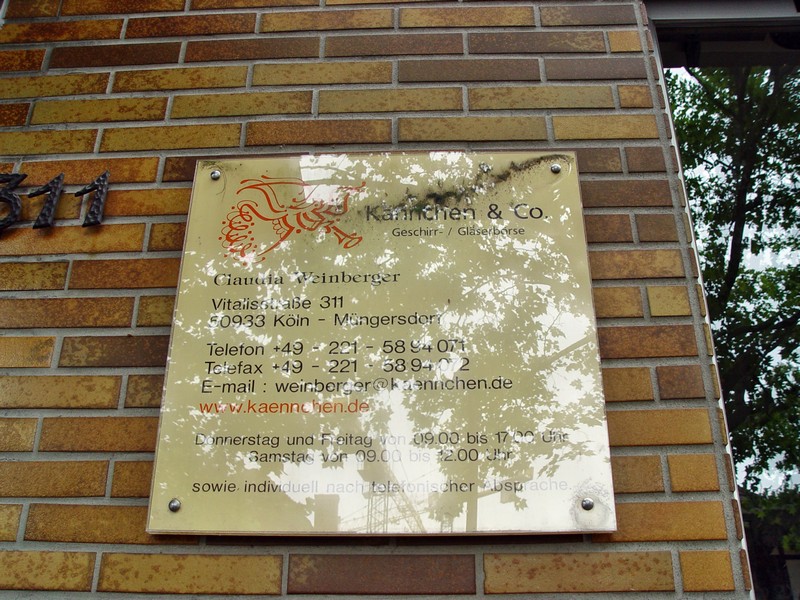 311
Kännchen & Co.
Geschirr- / Gläserbörse
Claudia Weinberger
Vitalisstraße 311
50933 Köln - Müngersdorf
Telefon +49 - 221 - 58 94 071
Telefax +49 - 221 - 58 94 072
E-mail : weinberger@kaennchen.de
www.kaennchen.de
Donnerstag und Freitag von 09.00 bis 17.00 Uhr
Samstag von 09.00 bis 12.00 Uhr
sowie individuell nach telefonischer Absprache.